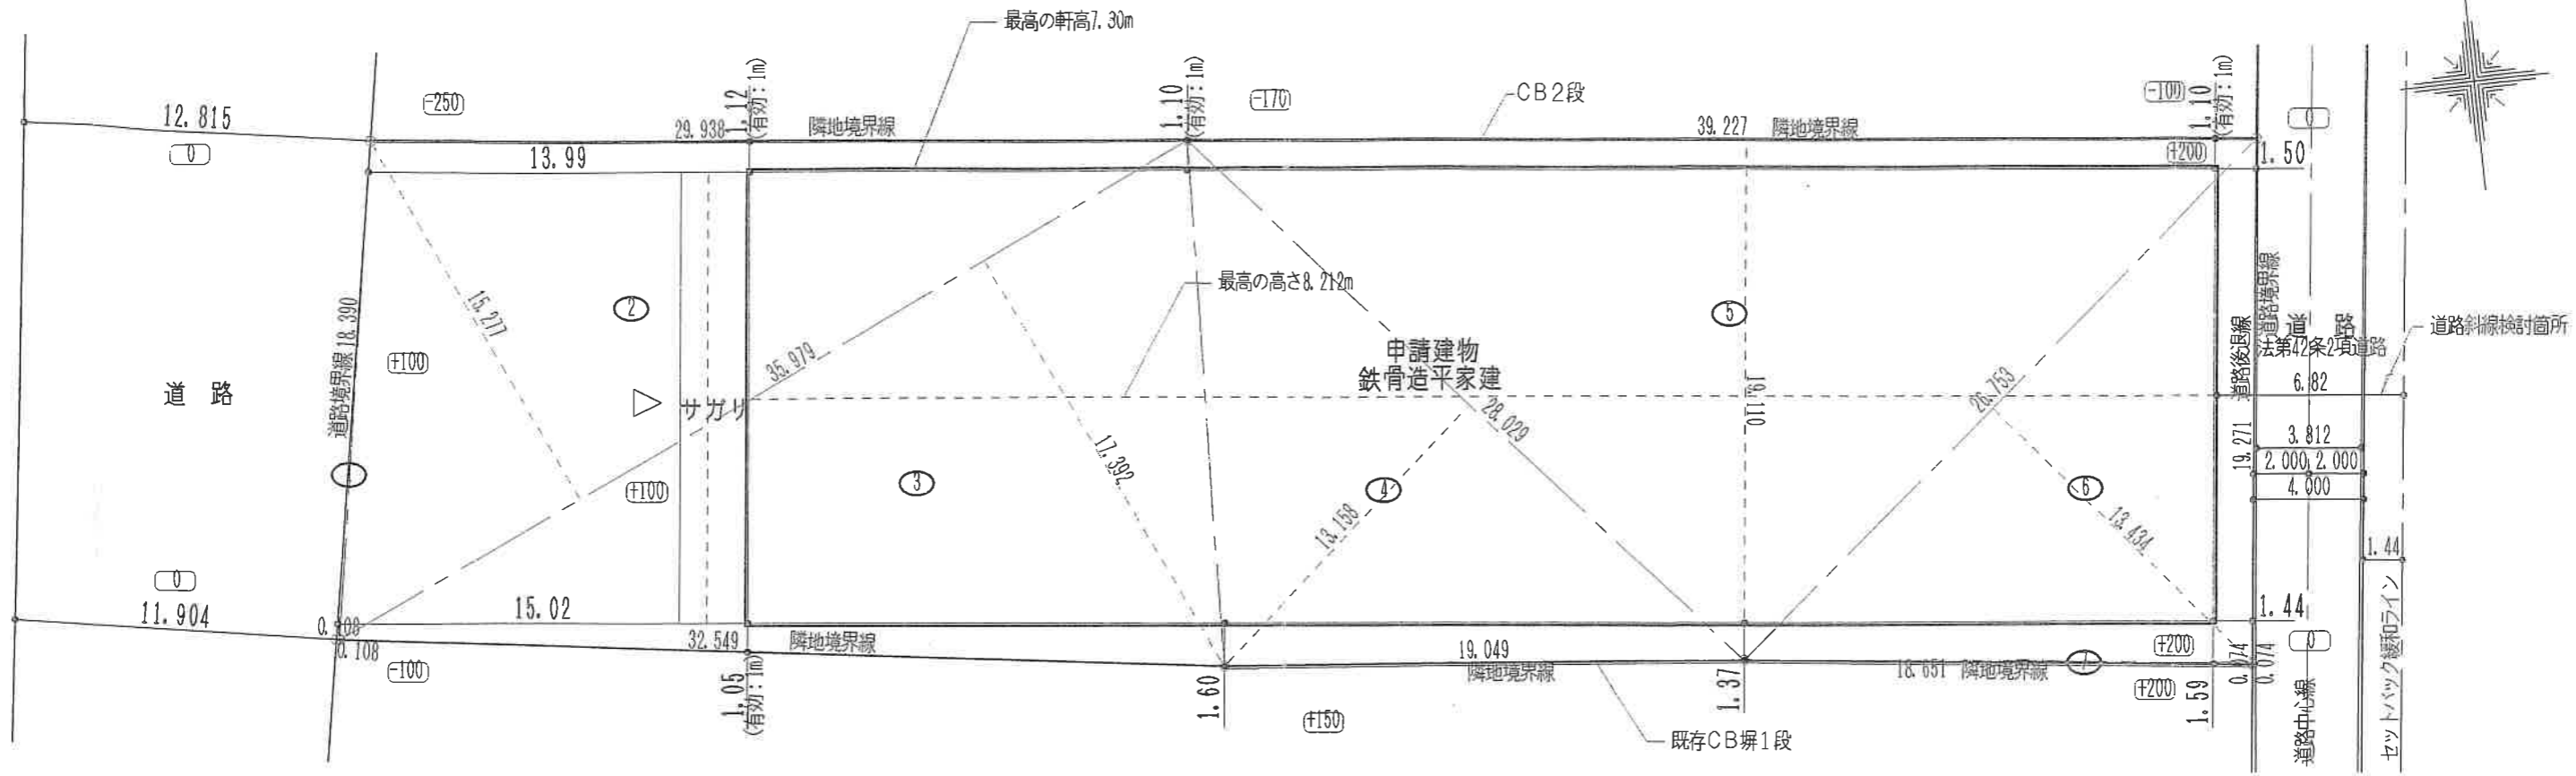 最高の軒高7.30m
12.815
0
-250
29.938
1.12
(有効:1m)
隣地境界線
1.10
(有効:1m)
-170
CB2段
39.227
隣地境界線
-100
1.10
(有効:1m)
0
13.99
+200
1.50
道路
道路境界線 18.390
15.277
2
+100
+100
サガリ
35.979
3
17.392
最高の高さ8.212m
申請建物
鉄骨造平家建
4
13.158
28.029
5
19.110
26.753
6
13.434
道路後退線
19.271
道路境界線
道路
法第42条2項道路
6.82
道路斜線検討箇所
3.812
2.000 2.000
4.000
1.44
0
11.904
0.108
0.108
15.02
-100
32.549
隣地境界線
1.05
(有効:1m)
1.60
19.049
隣地境界線
+150
1.37
既存CB塀1段
18.651 隣地境界線
7
+200
+200
1.59
0.074
0.074
1.44
0
道路中心線
セットバック緩和ライン